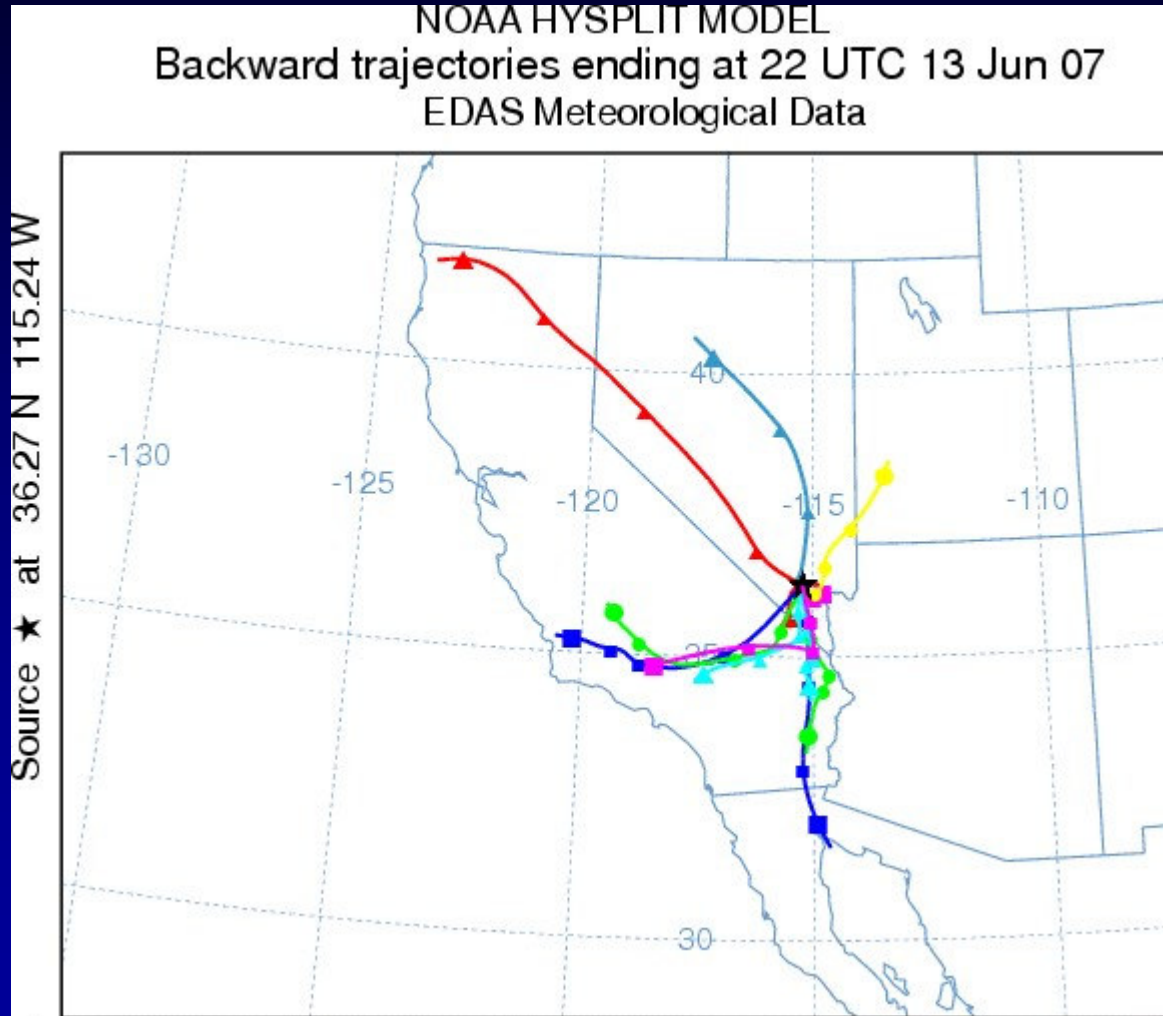 NOAA HYSPLIT MODEL
Backward trajectories ending at 22 UTC 13 Jun 07
EDAS Meteorological Data
Source ★ at 36.27 N 115.24 W
40
-130
-125
-120
-115
-110
35
30